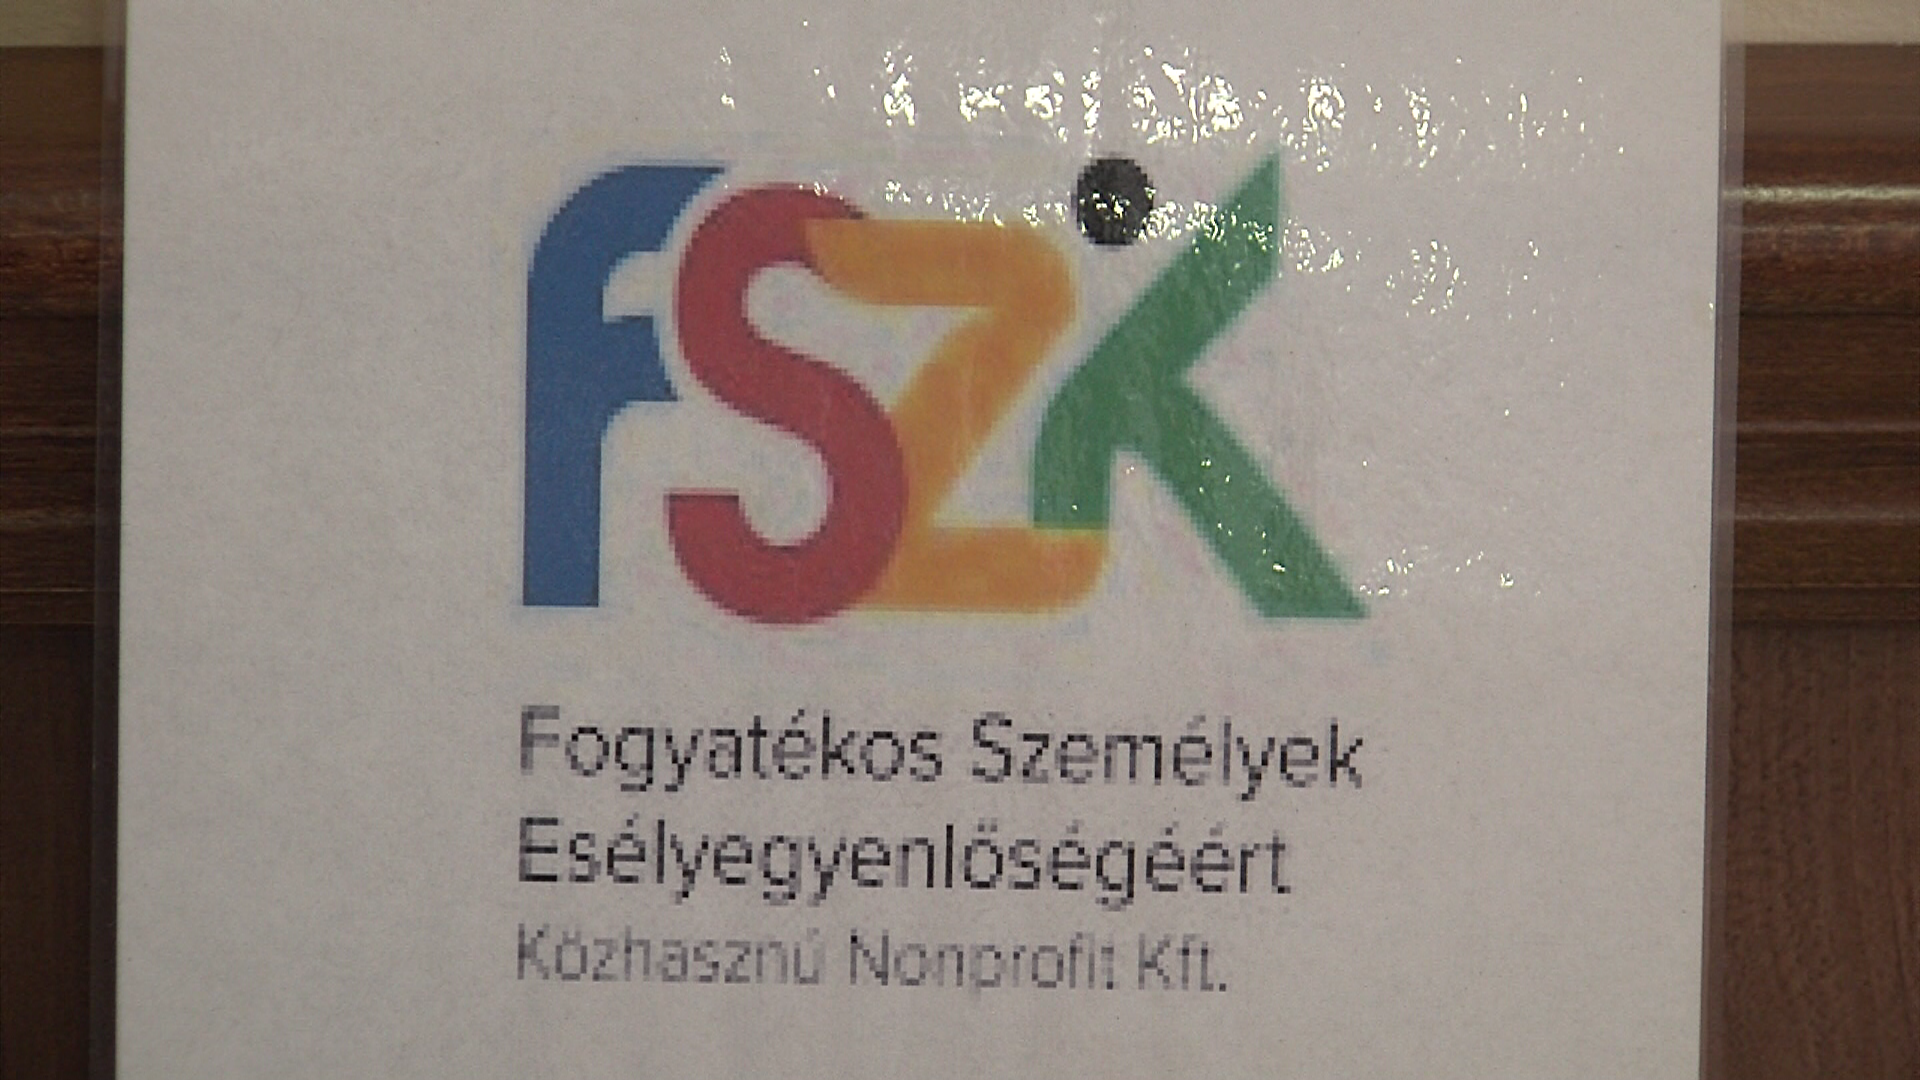 FSZK
Fogyatékos Személyek
Esélyegyenlőségéért
Közhasznú Nonprofit Kft.